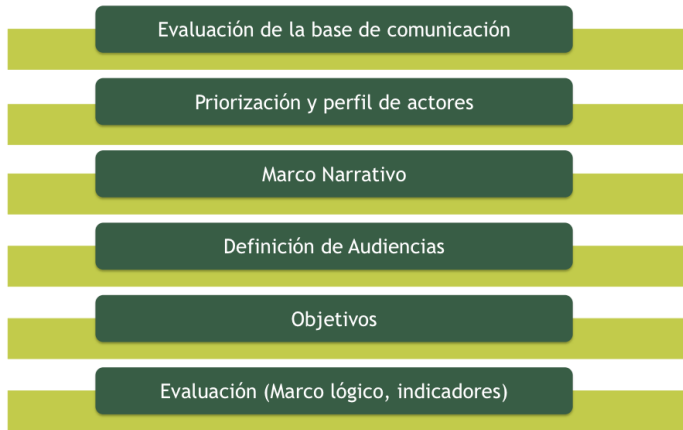 Evaluación de la base de comunicación
Priorización y perfil de actores
Marco Narrativo
Definición de Audiencias
Objetivos
Evaluación (Marco lógico, indicadores)